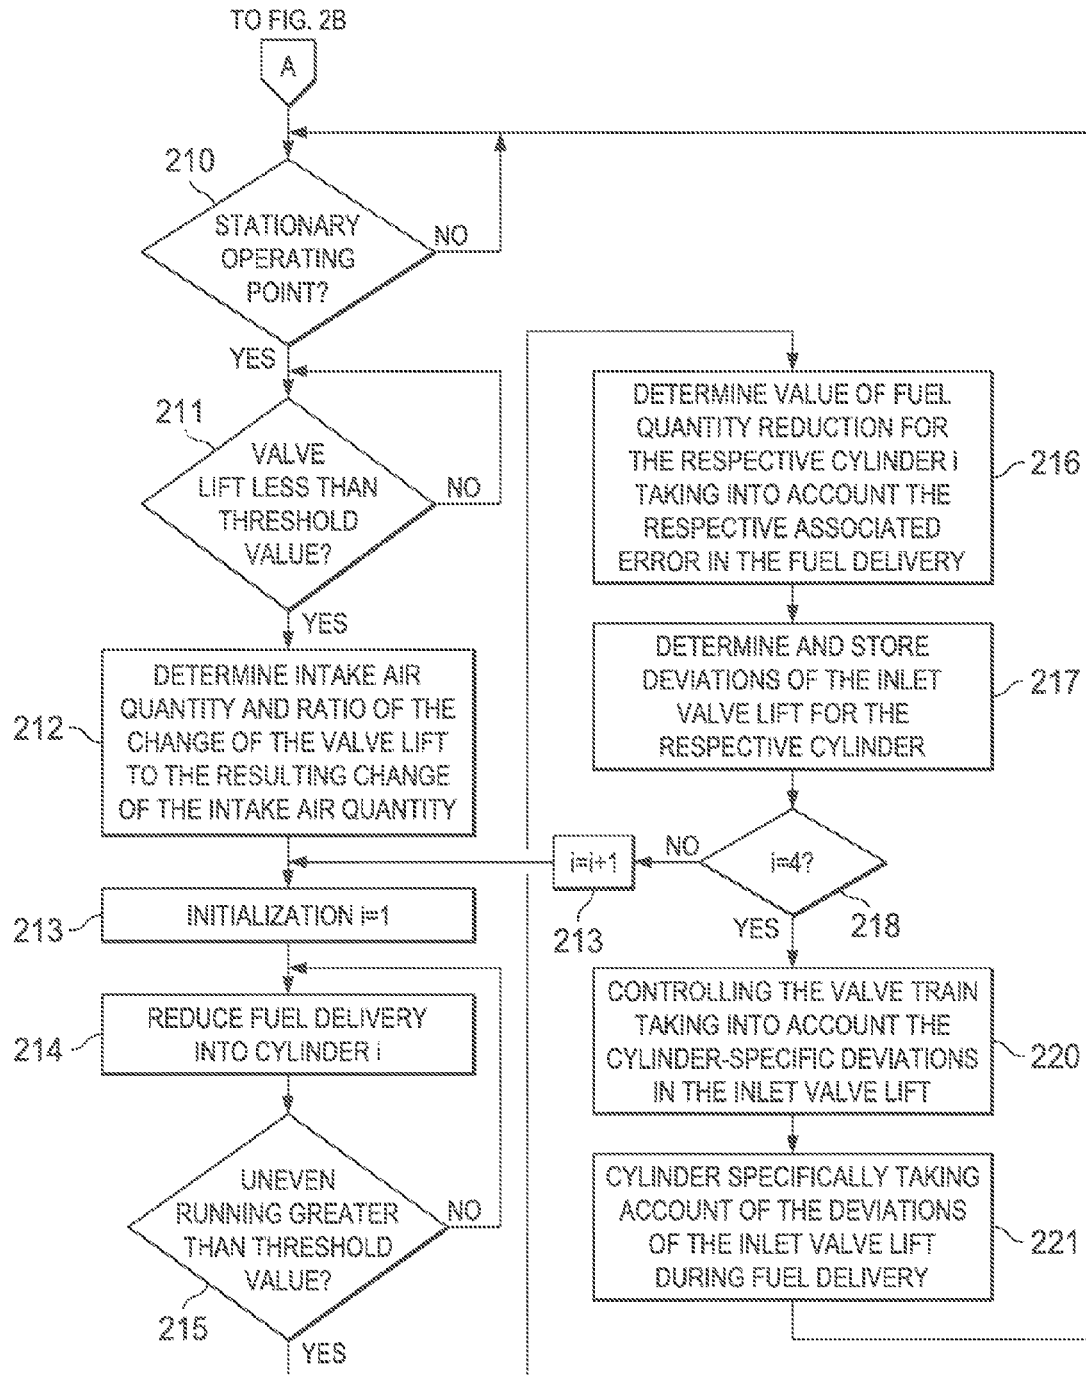 TO FIG. 2B
A
210
STATIONARY
OPERATING
POINT?
NO
YES
211
VALVE
LIFT LESS THAN
THRESHOLD
VALUE?
NO
YES
212
DETERMINE INTAKE AIR
QUANTITY AND RATIO OF THE
CHANGE OF THE VALVE LIFT
TO THE RESULTING CHANGE
OF THE INTAKE AIR QUANTITY
213
INITIALIZATION i=1
214
REDUCE FUEL DELIVERY
INTO CYLINDER i
UNEVEN
RUNNING GREATER
THAN THRESHOLD
VALUE?
NO
215
YES
DETERMINE VALUE OF FUEL
QUANTITY REDUCTION FOR
THE RESPECTIVE CYLINDER i
TAKING INTO ACCOUNT THE
RESPECTIVE ASSOCIATED
ERROR IN THE FUEL DELIVERY
216
DETERMINE AND STORE
DEVIATIONS OF THE INLET
VALVE LIFT FOR THE
RESPECTIVE CYLINDER
217
i=4?
218
NO
i=i+1
213
YES
CONTROLLING THE VALVE TRAIN
TAKING INTO ACCOUNT THE
CYLINDER-SPECIFIC DEVIATIONS
IN THE INLET VALVE LIFT
220
CYLINDER SPECIFICALLY TAKING
ACCOUNT OF THE DEVIATIONS
OF THE INLET VALVE LIFT
DURING FUEL DELIVERY
221